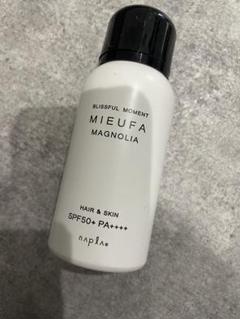 BLISSFUL MOMENT
MIEUFA
MAGNOLIA
HAIR & SKIN
SPF50+ PA++++
napla